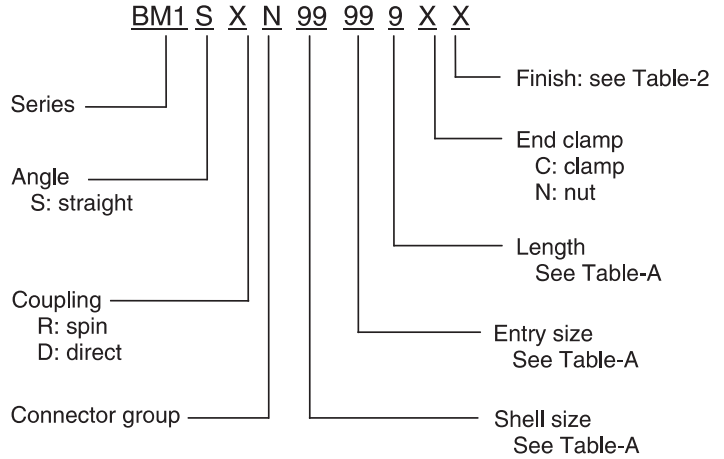 BM1 S X N 99 99 9 X X
Series
Angle
S: straight
Coupling
R: spin
D: direct
Connector group
Finish: see Table-2
End clamp
C: clamp
N: nut
Length
See Table-A
Entry size
See Table-A
Shell size
See Table-A